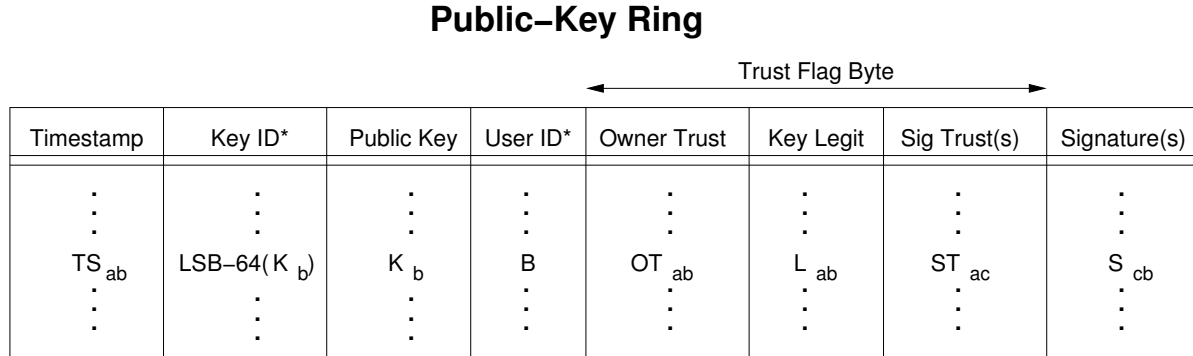 Public–Key Ring
Trust Flag Byte
Timestamp Key ID* Public Key User ID* Owner Trust Key Legit Sig Trust(s) Signature(s)
TS ab LSB–64(K b) K b B OT ab L ab ST ac S cb